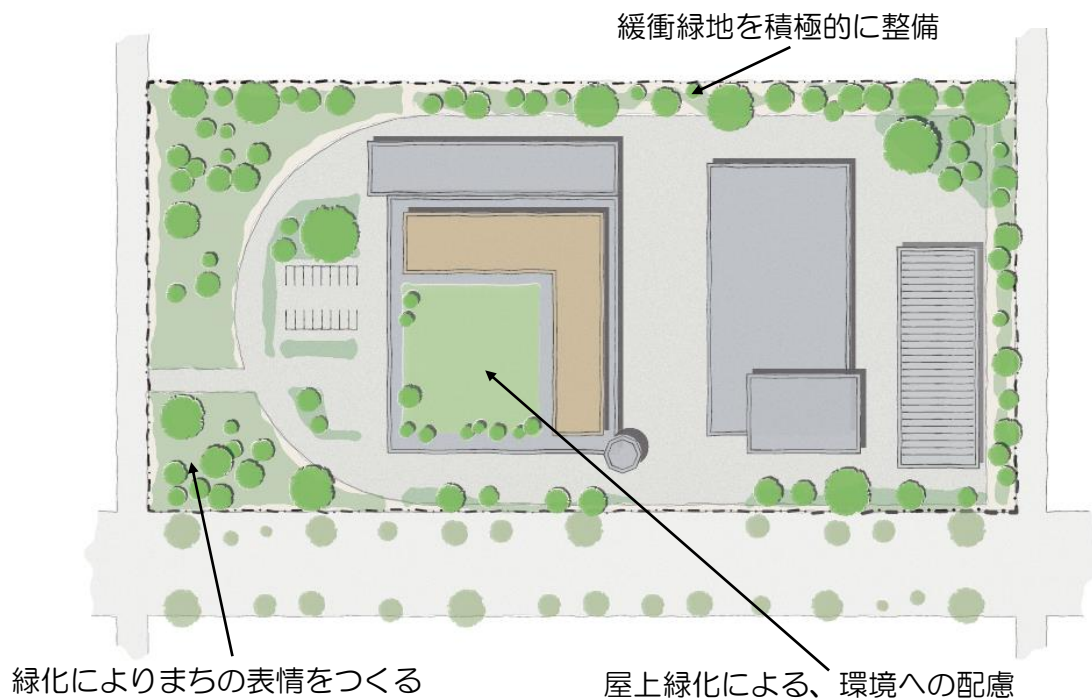 緩衝緑地を積極的に整備
緑化によりまちの表情をつくる
屋上緑化による、環境への配慮